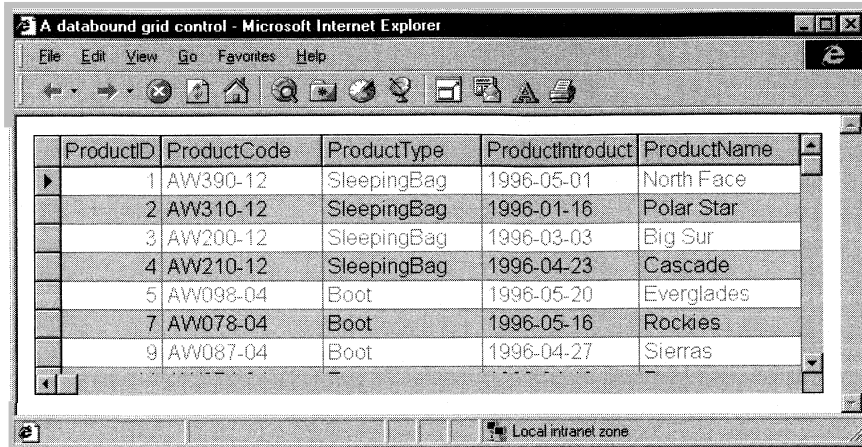 A databound grid control - Microsoft Internet Explorer
File Edit View Go Favorites Help
ProductID ProductCode ProductType ProductIntroduct ProductName
1 AW390-12 SleepingBag 1996-05-01 North Face
2 AW310-12 SleepingBag 1996-01-16 Polar Star
3 AW200-12 SleepingBag 1996-03-03 Big Sur
4 AW210-12 SleepingBag 1996-04-23 Cascade
5 AW098-04 Boot 1996-05-20 Everglades
7 AW078-04 Boot 1996-05-16 Rockies
9 AW087-04 Boot 1996-04-27 Sierras
Local intranet zone